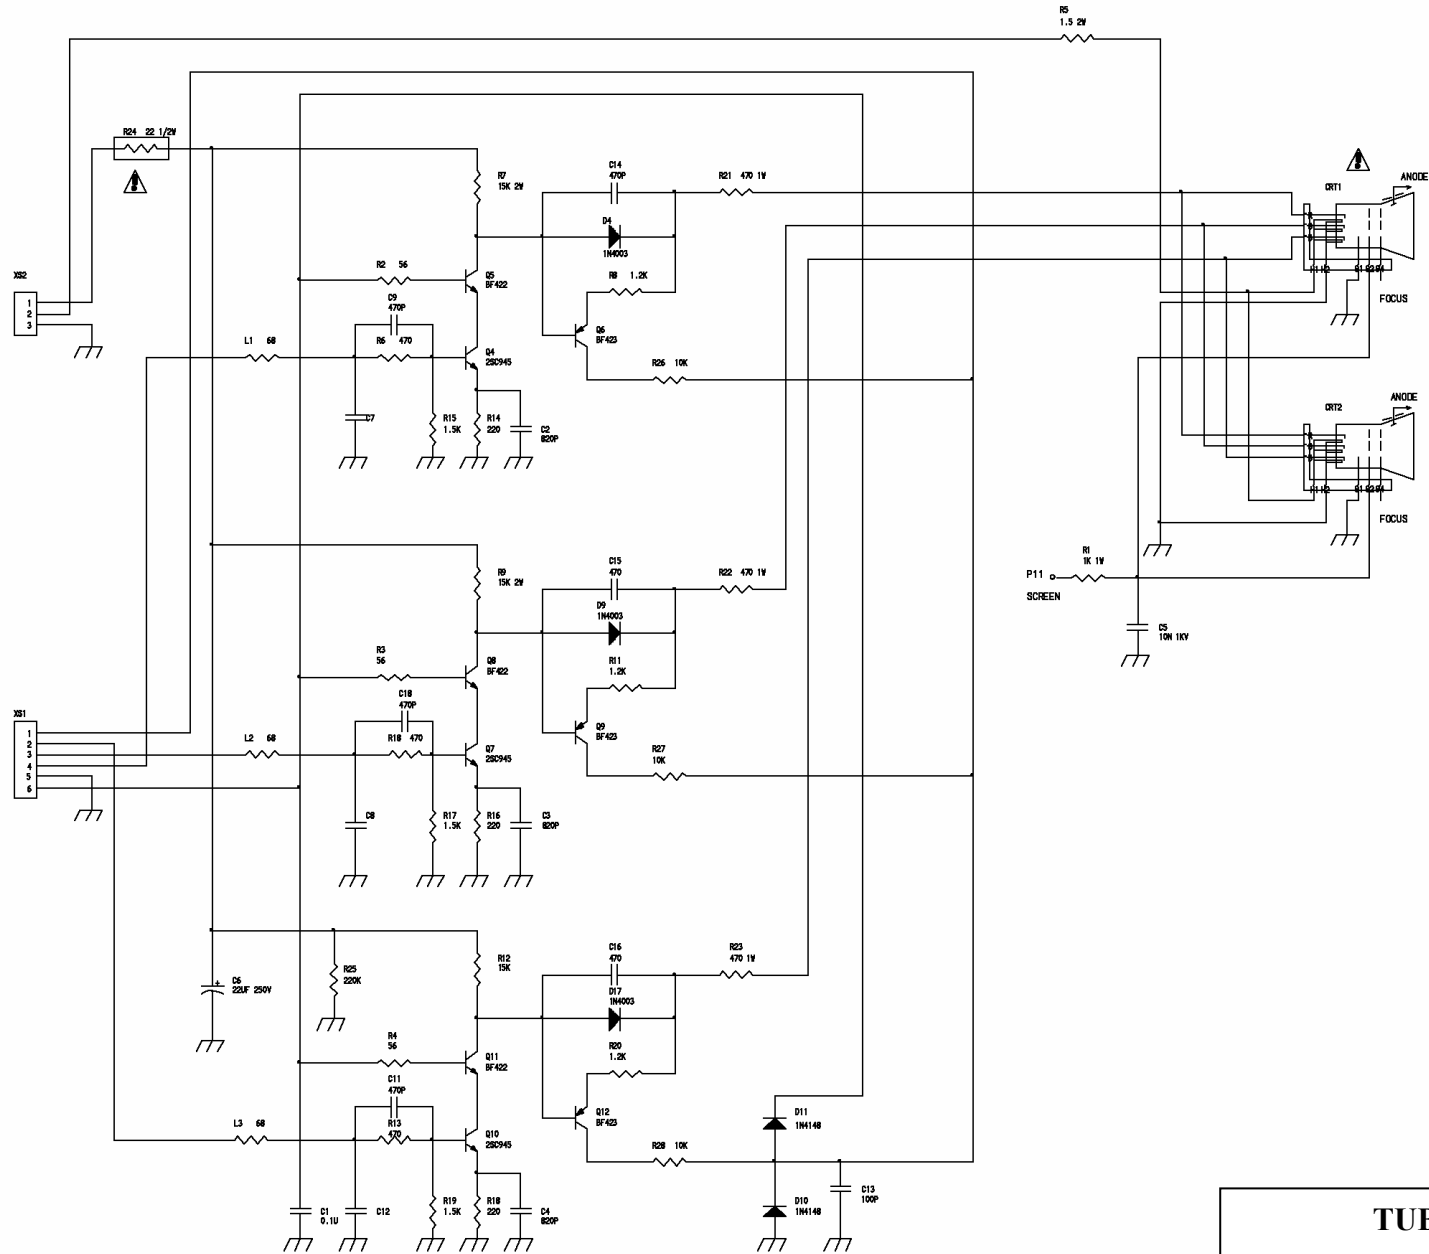 R5
1.5 2W
R24 22 1/2W
C14
470P
R21 470 1W
ANODE
CRT1
R7
15K 2W
D4
1N4003
R2 56
Q5
BF422
R8 1.2K
XS2
1
2
3
C9
470P
H1 H2
FOCUS
Q6
BF423
L1 68
R6 470
Q4
2SC945
R26 10K
ANODE
CRT2
C7
R15
1.5K
R14
220
C2
820P
H1 H2
FOCUS
R9
15K 2W
C15
470
R22 470 1W
R1
1K 1W
P11
SCREEN
D9
1N4003
C5
10N 1KV
R3
56
Q8
BF422
R11
1.2K
C18
470P
XS1
1
2
3
4
5
6
Q9
BF423
L2 68
R18 470
Q7
2SC945
R27
10K
C8
R17
1.5K
R16
220
C3
820P
R12
15K
C16
470
R23
470 1W
C6
22UF 250V
R25
220K
D17
1N4003
R4
56
Q11
BF422
R20
1.2K
C11
470P
Q12
BF423
D11
1N4148
L3 68
R13
470
Q10
2SC945
R28 10K
C1
0.1U
C12
R19
1.5K
R18
220
C4
820P
D10
1N4148
C13
100P
TUB